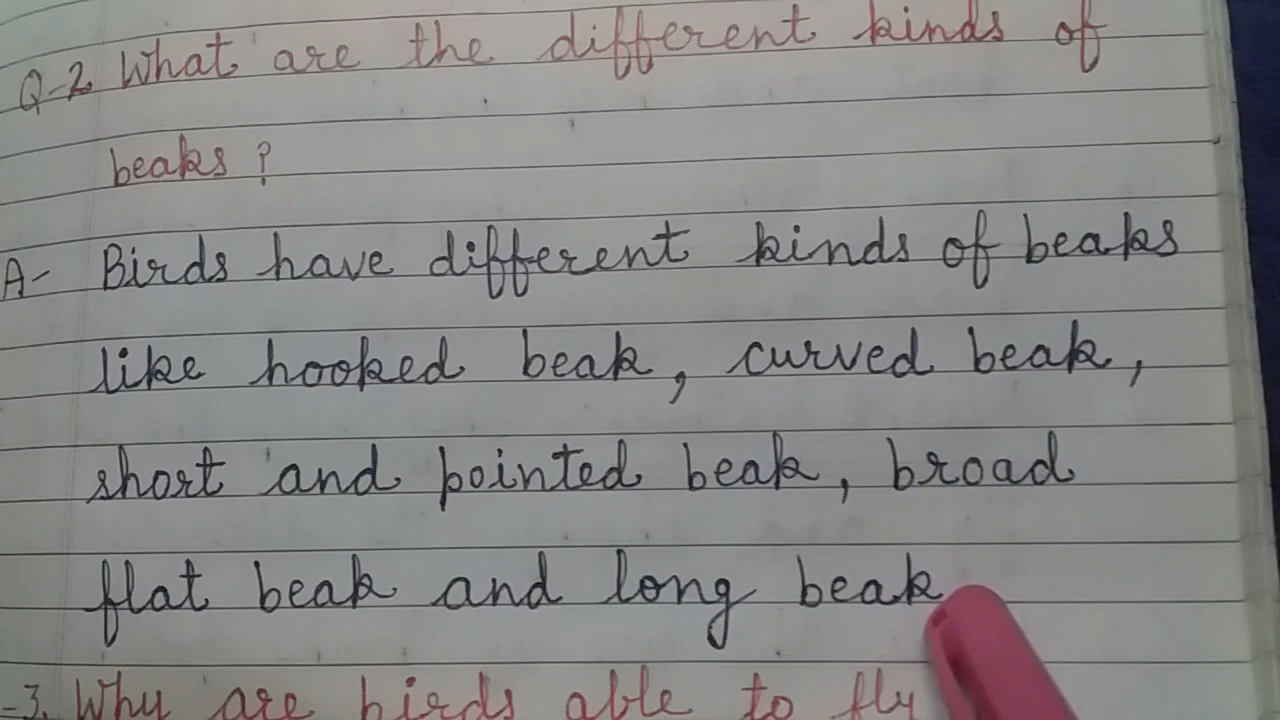 Q-2. What are the different kinds of
beaks?
A- Birds have different kinds of beaks
like hooked beak, curved beak,
short and pointed beak, broad
flat beak and long beak
-3. Why are birds able to fly